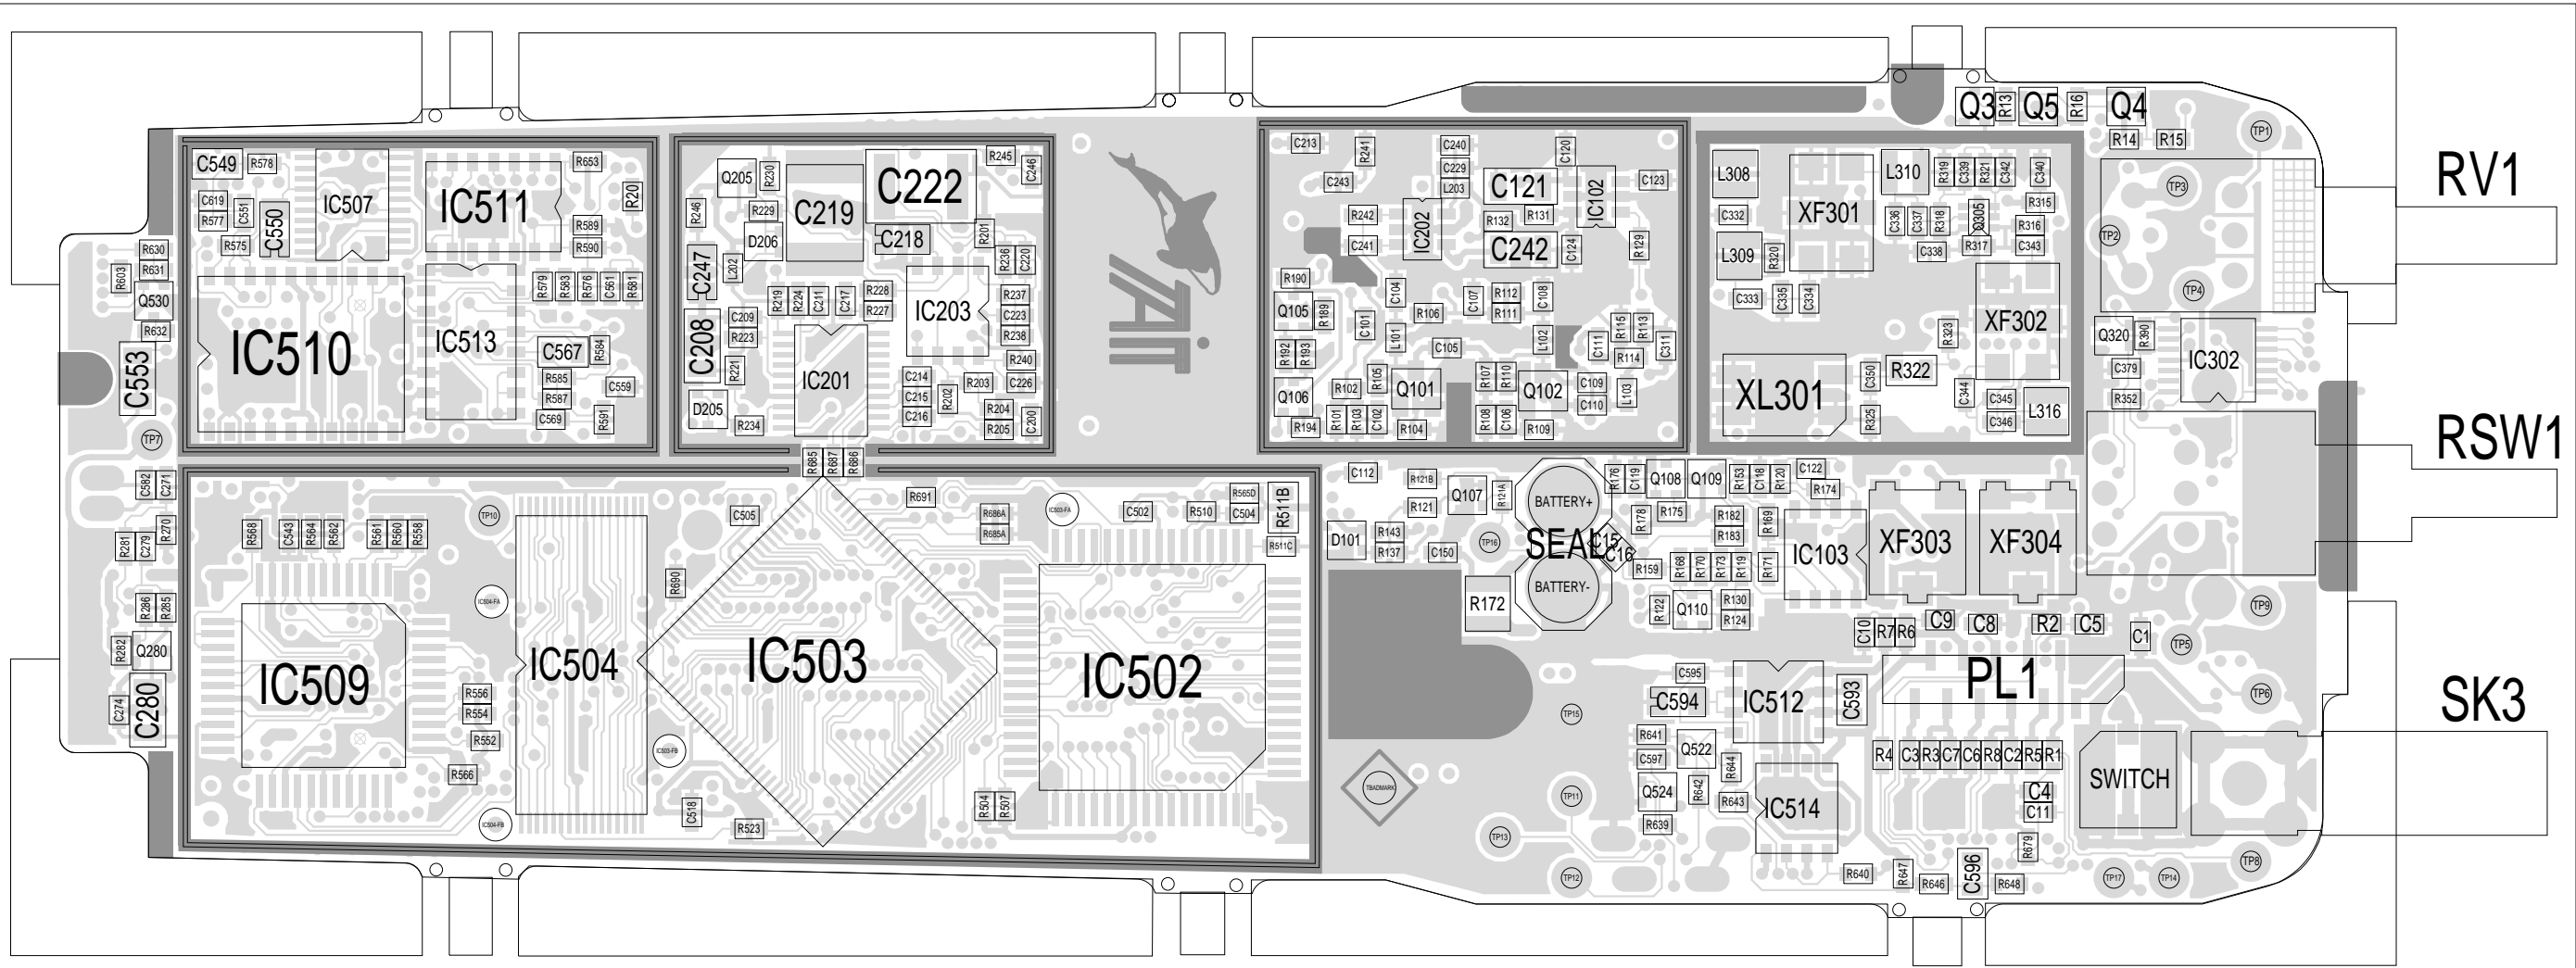 Q3 R13 Q5 R16 Q4
R14 R15 TP1
RV1
C549 R578 IC507 IC511 R653 R20
C619 R577 C551 C550 R575 R589 R590
R630 R631 R603 Q530 R632 C553 TP7
IC510 IC513 R579 R583 R576 C561 R581
C567 R584 R585 R587 C559 C569 R591
Q205 R230 C219 C222 R245 C246
R246 R229 D206 C218 R201 R236 C220
C247 L202 R219 R224 C211 C217 R228 R227 IC203 R237 C223 R238
C208 C209 R223 R221 IC201 R240
C214 C215 C216 R203 R202 C226 R204 R205 C200
D205 R234
R685 R687 R686
C213 R241 C240 C229 L203 C120 C121 IC102 C123
C243 R242 C241 IC202 R132 R131 C242 C124 R129
R190 Q105 R189 C104 C101 R106 L101 C107 R112 R111 C108 L102
R192 R193 C105 C111 R115 R113 R114 C311
Q106 R102 R105 Q101 R107 R110 Q102 C109 C110 L103
R194 R101 R103 C102 R104 R108 C106 R109
L308 XF301 L310 R319 C339 R321 C342 C340
C332 C336 C337 R318 Q305 R315 R316
L309 R320 C338 R317 C343
C333 C335 C334 XF302 R323
XL301 C350 R322 C344 C345 C346 L316 R325
TP3 TP2 TP4
Q320 R390 IC302 C379 R352
RSW1
C582 C271 R270 R281 C279 R286 R285 R282 Q280 C274 C280
TP10 R568 C543 R564 R562 R561 R560 R558
IC504-FA
IC509 IC504 R556 R554 R552 R566
IC504-FB
C505 R691 R690 IC503 IC503-FB C518 R523
R686A R685A IC503-FA C502 R510 R565D C504 R511B R511C
IC502 R504 R507
C112 R121B R121 Q107 R121A BATTERY+
D101 R143 R137 C150 TP16 SEAL C15 C16
R172 BATTERY-
R176 C119 Q108 Q109 R153 C118 R120 C122 R174
R178 R175 R182 R183 R169 IC103 XF303 XF304
R159 R168 R170 R173 R119 R171
R122 Q110 R130 R124
C10 R7 R6 C9 C8 R2 C5 C1 TP9 TP5
C595 C594 IC512 C593 PL1 TP6
SK3
TP15 R641 C597 Q522 R644
R4 C3 R3 C7 C6 R8 C2 R5 R1 SWITCH
TBADMARK TP11 Q524 R642 R643 IC514 C4 C11
TP13 R639 R679 TP8
TP12 R640 R647 R646 C596 R648 TP17 TP14